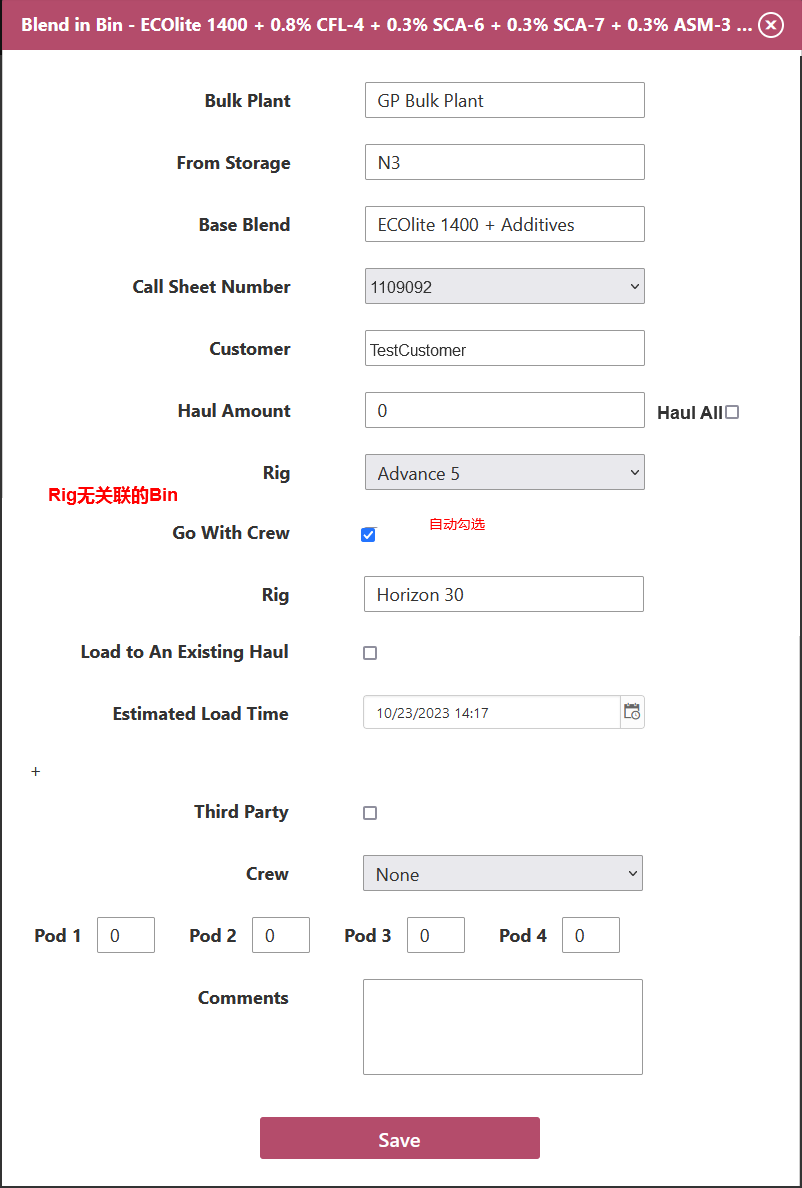 Blend in Bin - ECOlite 1400 + 0.8% CFL-4 + 0.3% SCA-6 + 0.3% SCA-7 + 0.3% ASM-3 ...
Bulk Plant GP Bulk Plant
From Storage N3
Base Blend ECOlite 1400 + Additives
Call Sheet Number 1109092
Customer TestCustomer
Haul Amount 0 Haul All
Rig Advance 5
Rig无关联的Bin
Go With Crew 自动勾选
Rig Horizon 30
Load to An Existing Haul
Estimated Load Time 10/23/2023 14:17
+
Third Party
Crew None
Pod 1 0 Pod 2 0 Pod 3 0 Pod 4 0
Comments
Save